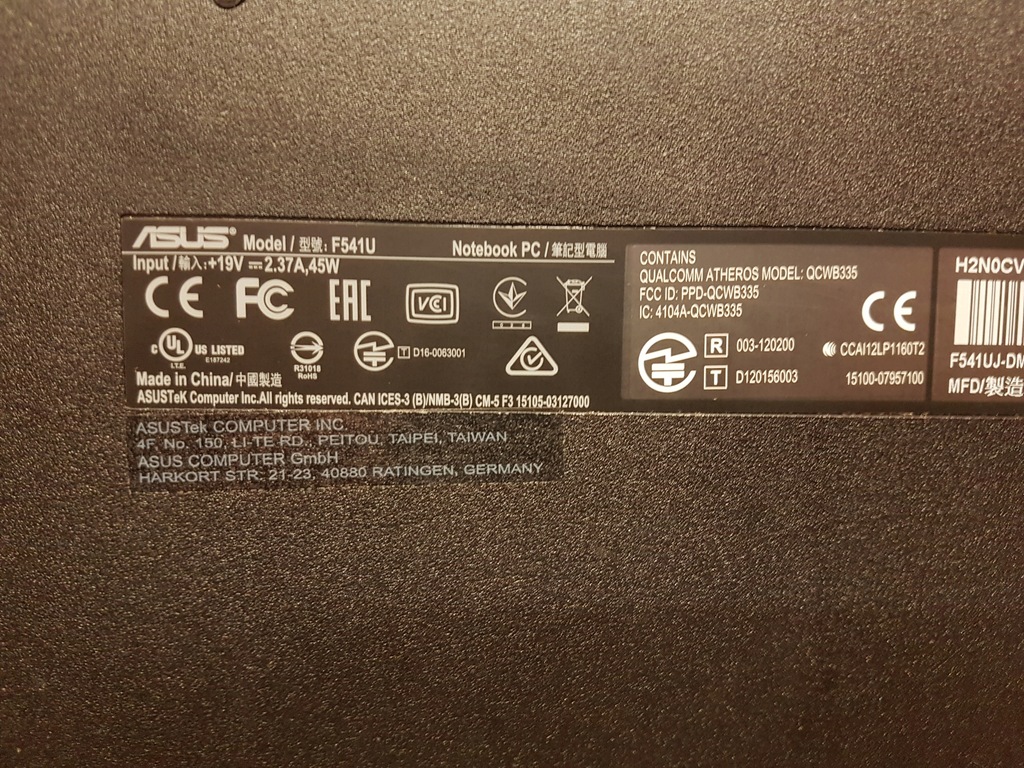 ASUS® Model / 型號: F541U
Notebook PC / 筆記型電腦
Input / 輸入:+19V 2.37A,45W
CE FC EAC VCCI
c UL US LISTED
I.T.E. E187242
R31018
RoHS
T D16-0063001
Made in China/ 中國製造
ASUSTeK Computer Inc.All rights reserved. CAN ICES-3 (B)/NMB-3(B) CM-5 F3 15105-03127000
ASUSTek COMPUTER INC.
4F, No. 150, LI-TE RD., PEITOU, TAIPEI, TAIWAN
ASUS COMPUTER GmbH
HARKORT STR. 21-23, 40880 RATINGEN, GERMANY
CONTAINS
QUALCOMM ATHEROS MODEL: QCWB335
FCC ID: PPD-QCWB335
IC: 4104A-QCWB335
CE
R 003-120200
T D120156003
CCAI12LP1160T2
15100-07957100
H2N0CV
F541UJ-DM
MFD/製造